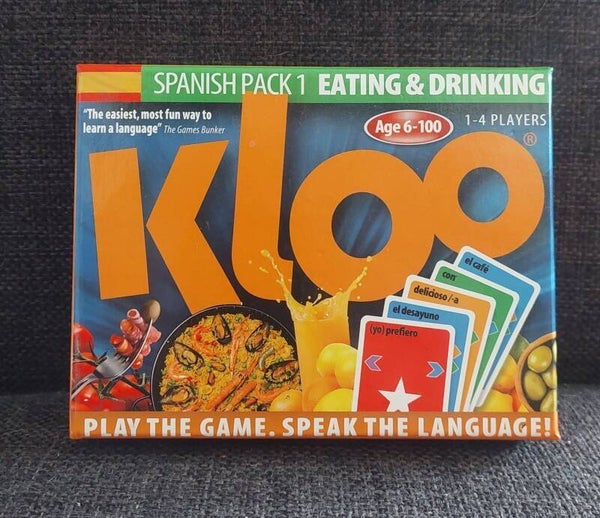 SPANISH PACK 1 EATING & DRINKING
"The easiest, most fun way to
learn a language" The Games Bunker
Age 6-100
1-4 PLAYERS
Kloo®
el café
con
delicioso/-a
el desayuno
(yo) prefiero
PLAY THE GAME. SPEAK THE LANGUAGE!